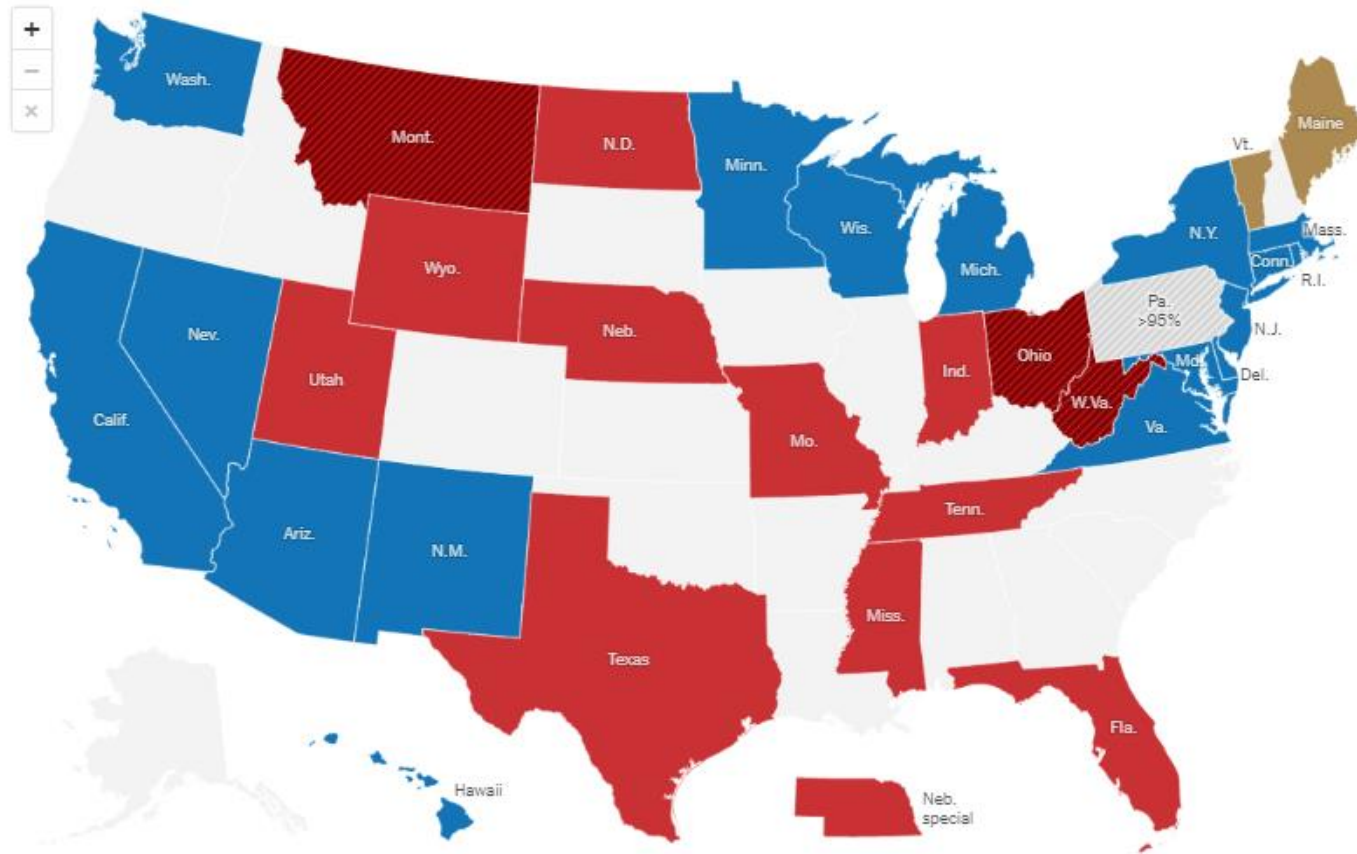 +
−
×
Wash.
Mont.
N.D.
Minn.
Vt.
Maine
Wis.
Mich.
N.Y.
Mass.
Conn.
R.I.
Wyo.
Pa.
>95%
N.J.
Nev.
Neb.
Utah
Ind.
Ohio
Md.
Del.
Calif.
W.Va.
Va.
Mo.
Ariz.
N.M.
Tenn.
Miss.
Texas
Fla.
Hawaii
Neb.
special